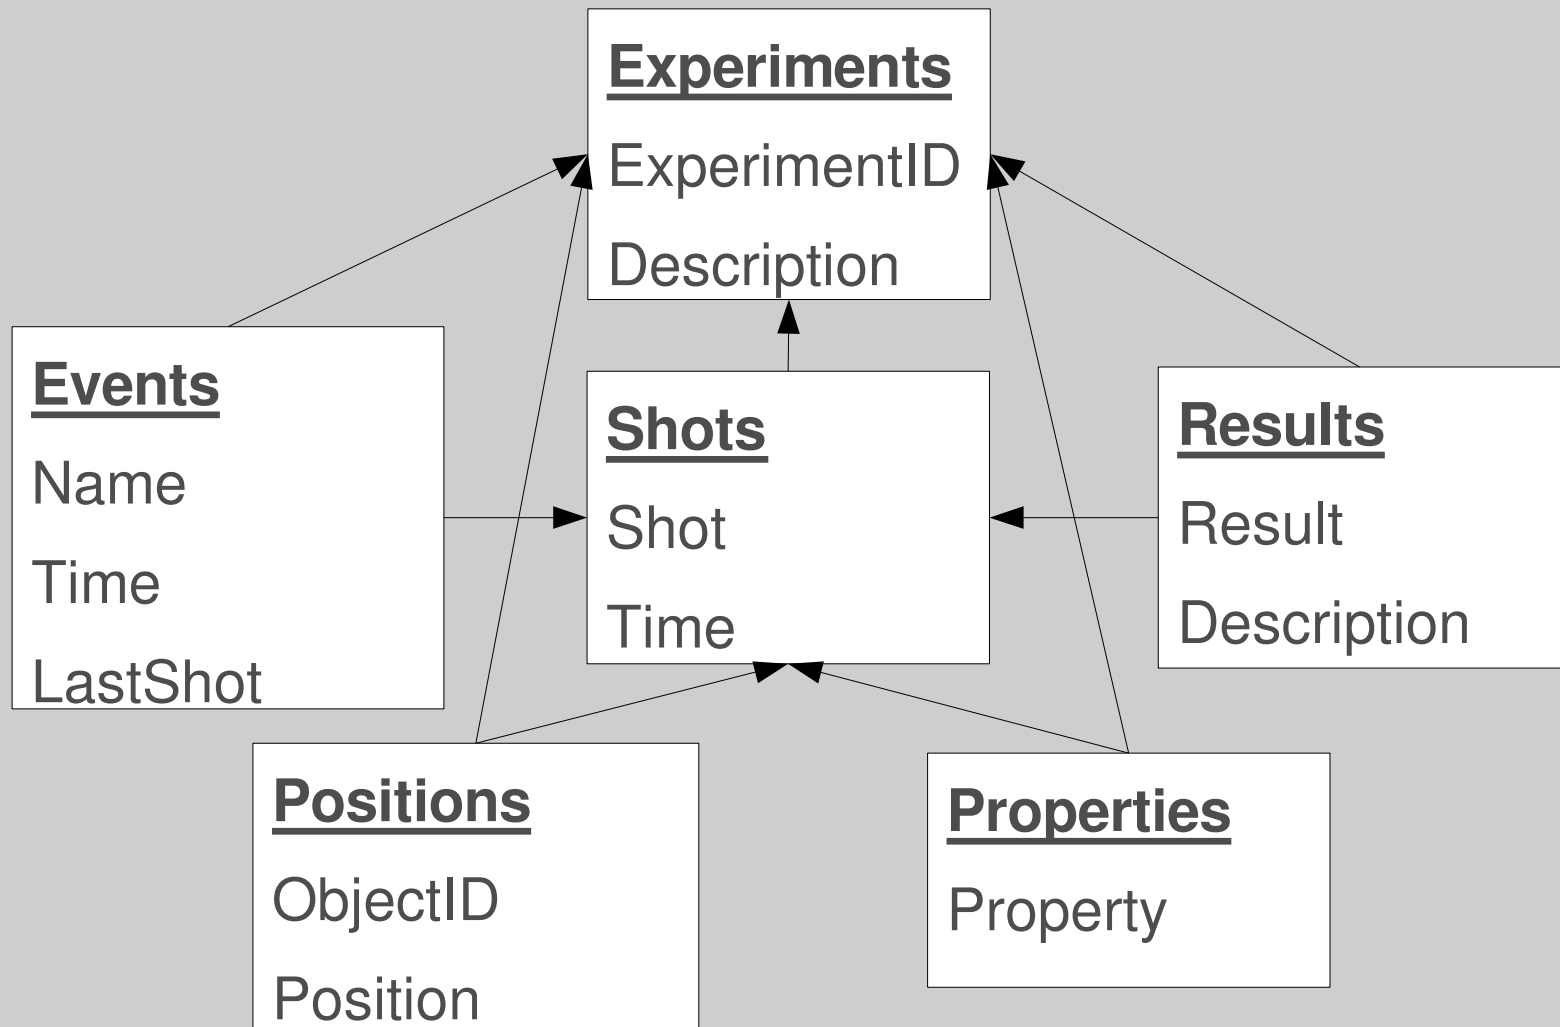 Experiments
ExperimentID
Description
Events
Name
Time
LastShot
Shots
Shot
Time
Results
Result
Description
Positions
ObjectID
Position
Properties
Property